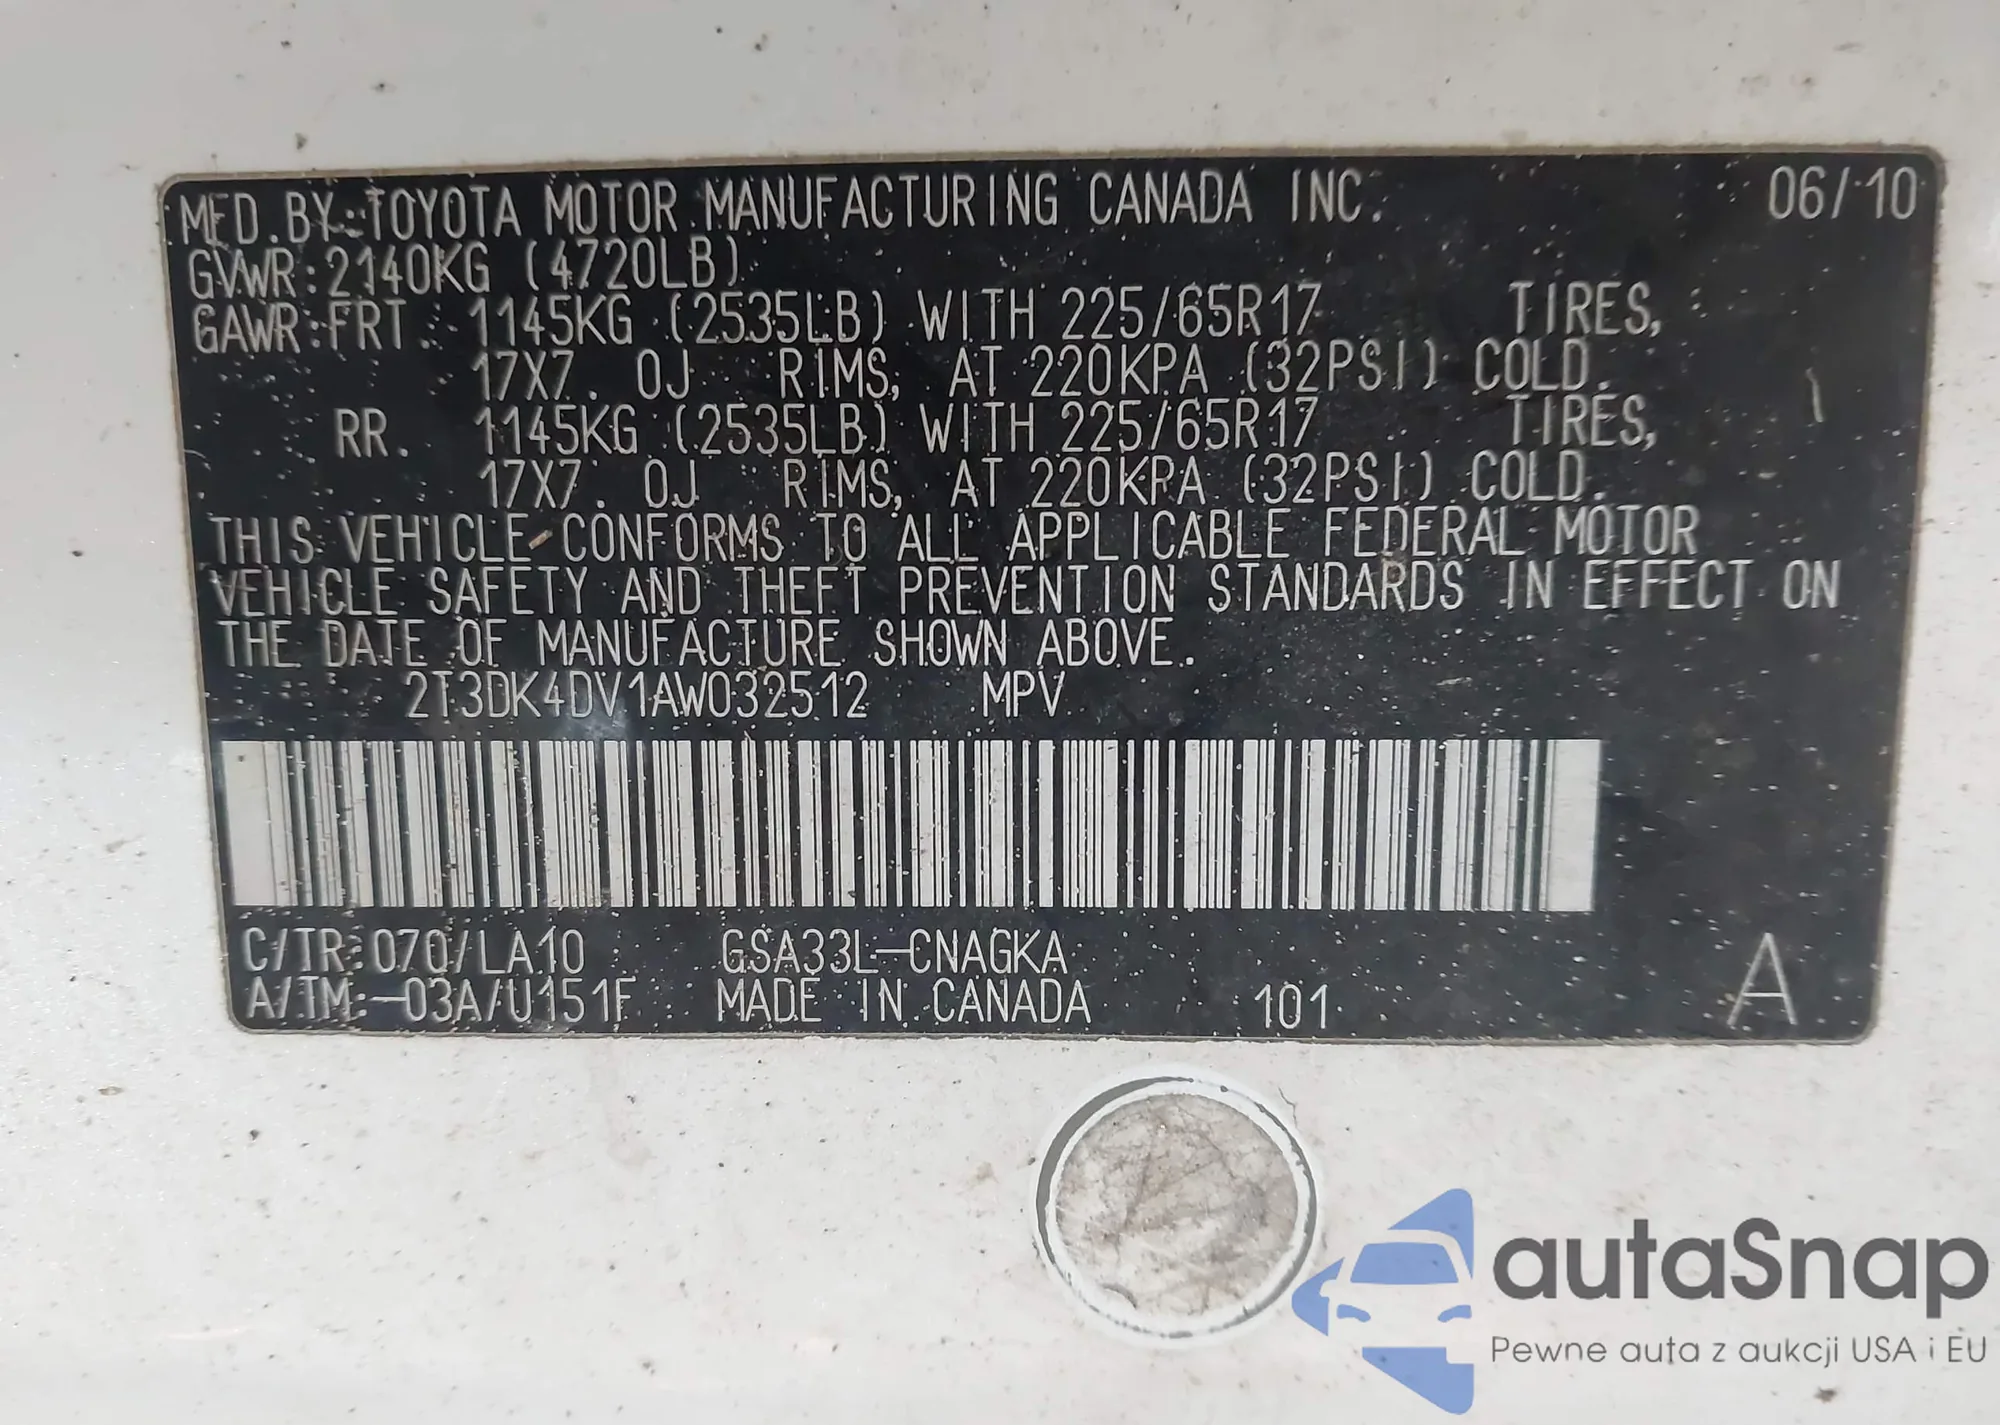 MFD. BY: TOYOTA MOTOR MANUFACTURING CANADA INC. 06/10
GVWR: 2140KG (4720LB)
GAWR: FRT. 1145KG (2535LB) WITH 225/65R17 TIRES,
17X7.0J RIMS, AT 220KPA (32PSI) COLD.
RR. 1145KG (2535LB) WITH 225/65R17 TIRES,
17X7.0J RIMS, AT 220KPA (32PSI) COLD.
THIS VEHICLE CONFORMS TO ALL APPLICABLE FEDERAL MOTOR
VEHICLE SAFETY AND THEFT PREVENTION STANDARDS IN EFFECT ON
THE DATE OF MANUFACTURE SHOWN ABOVE.
2T3DK4DV1AW032512 MPV
C/TR: 070/LA10 GSA33L-CNAGKA A
A/TM: -03A/U151F MADE IN CANADA 101
autaSnap
Pewne auta z aukcji USA i EU